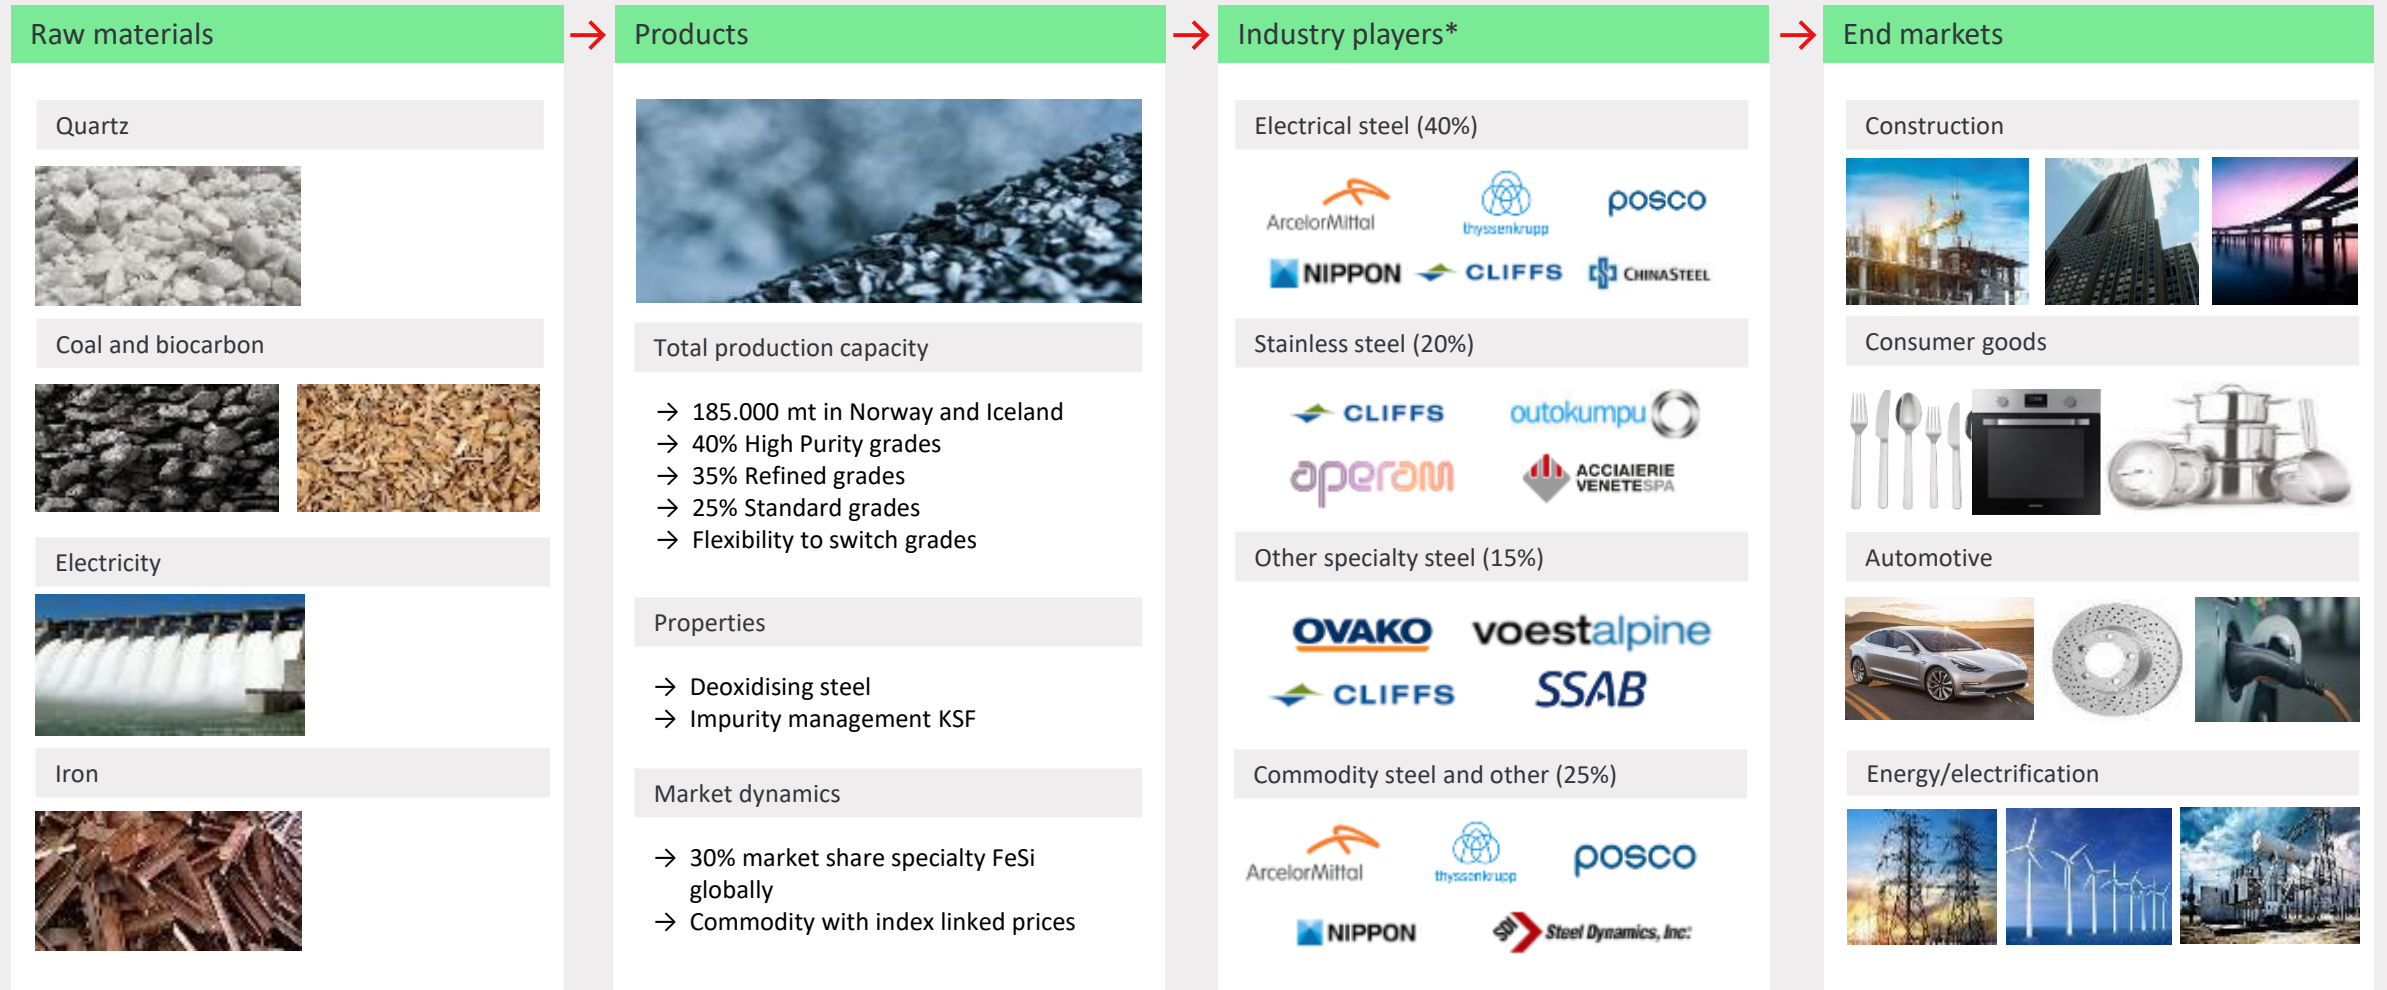 Raw materials
Quartz
Coal and biocarbon
Electricity
Iron
→ Products
Total production capacity
→ 185.000 mt in Norway and Iceland
→ 40% High Purity grades
→ 35% Refined grades
→ 25% Standard grades
→ Flexibility to switch grades
Properties
→ Deoxidising steel
→ Impurity management KSF
Market dynamics
→ 30% market share specialty FeSi
globally
→ Commodity with index linked prices
→ Industry players*
Electrical steel (40%)
ArcelorMittal thyssenkrupp posco
NIPPON CLIFFS CHINASTEEL
Stainless steel (20%)
CLIFFS outokumpu
aperam ACCIAIERIE
VENETESPA
Other specialty steel (15%)
OVAKO voestalpine
CLIFFS SSAB
Commodity steel and other (25%)
ArcelorMittal thyssenkrupp posco
NIPPON SDI Steel Dynamics, Inc.
→ End markets
Construction
Consumer goods
Automotive
Energy/electrification